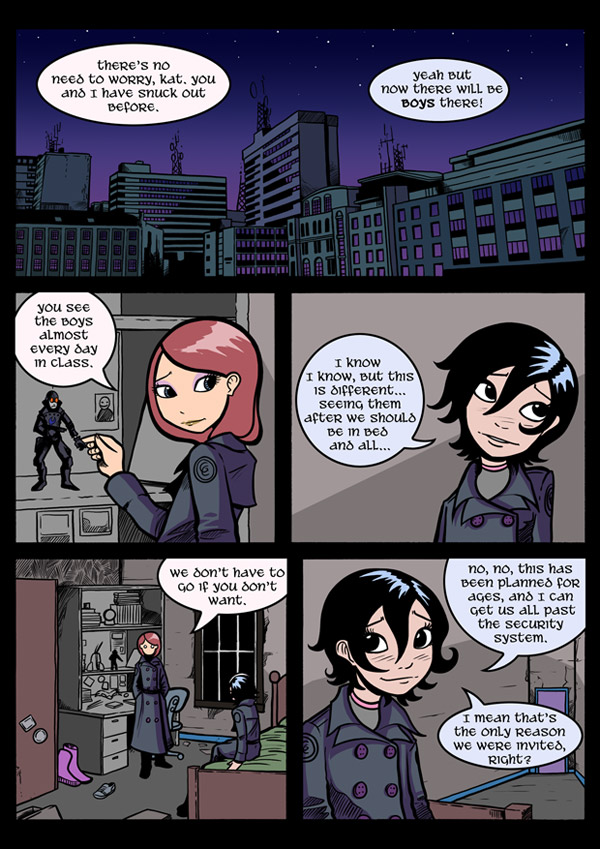 there's no
need to worry, kat. you
and I have snuck out
before.
yeah but
now there will be
boys there!
you see
the boys
almost
every day
in class.
I know
I know, but this
is different...
seeing them
after we should
be in bed
and all...
we don't have to
go if you don't
want.
no, no, this has
been planned for
ages, and I can
get us all past
the security
system.
I mean that's
the only reason
we were invited,
right?